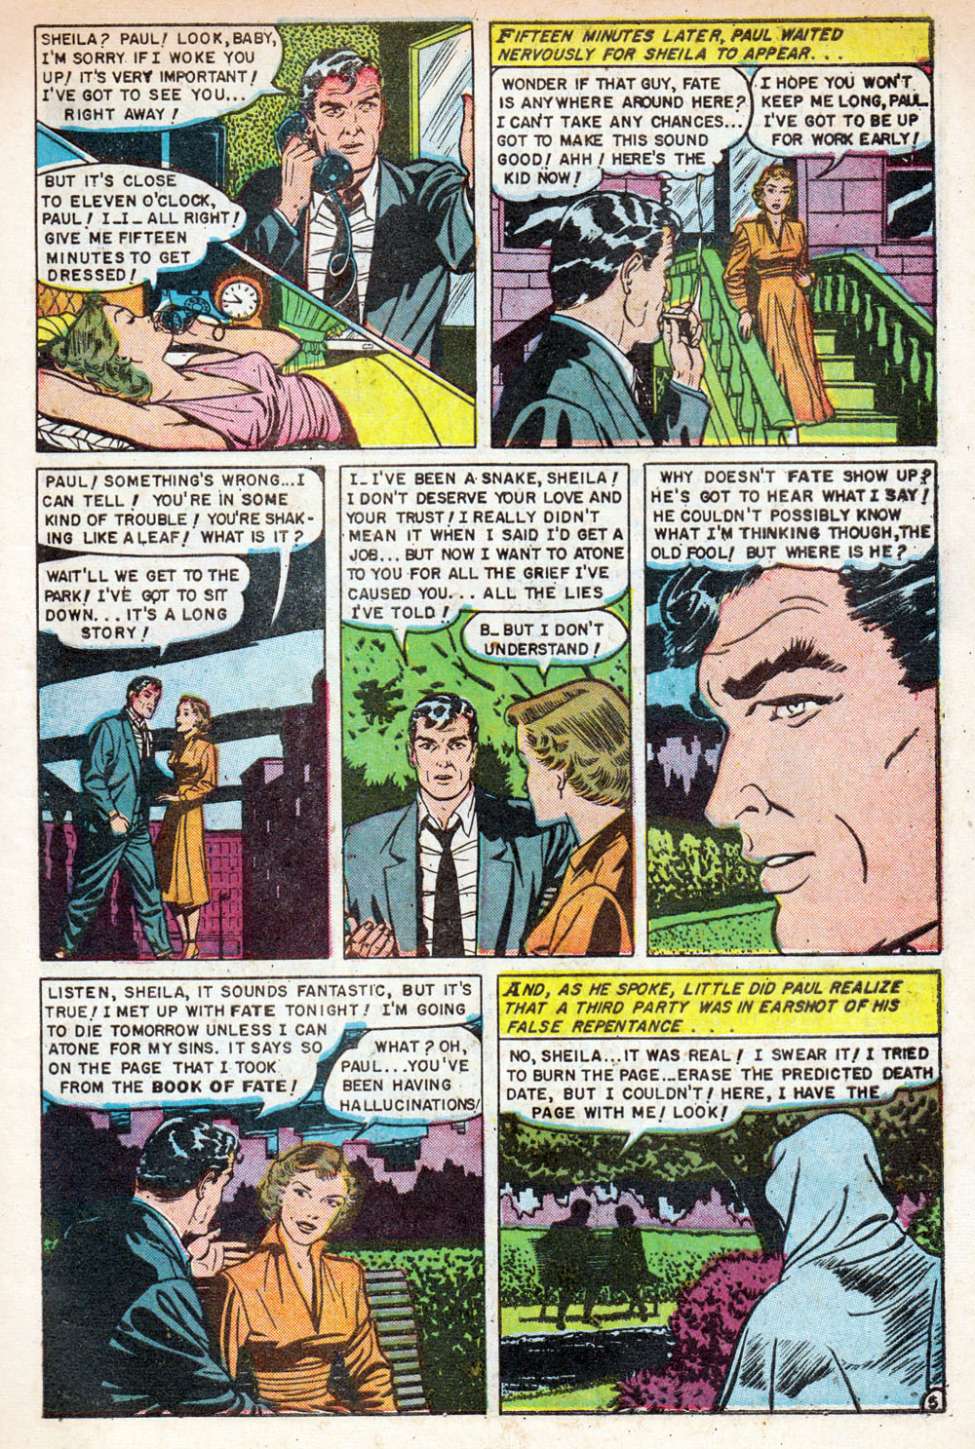 SHEILA? PAUL! LOOK, BABY,
I'M SORRY IF I WOKE YOU
UP! IT'S VERY IMPORTANT!
I'VE GOT TO SEE YOU...
RIGHT AWAY!
BUT IT'S CLOSE
TO ELEVEN O'CLOCK,
PAUL! I-I- ALL RIGHT!
GIVE ME FIFTEEN
MINUTES TO GET
DRESSED!
FIFTEEN MINUTES LATER, PAUL WAITED
NERVOUSLY FOR SHEILA TO APPEAR...
WONDER IF THAT GUY, FATE
IS ANYWHERE AROUND HERE?
I CAN'T TAKE ANY CHANCES...
GOT TO MAKE THIS SOUND
GOOD! AHH! HERE'S THE
KID NOW!
I HOPE YOU WON'T
KEEP ME LONG, PAUL-
I'VE GOT TO BE UP
FOR WORK EARLY!
PAUL! SOMETHING'S WRONG...I
CAN TELL! YOU'RE IN SOME
KIND OF TROUBLE! YOU'RE SHAK-
ING LIKE A LEAF! WHAT IS IT?
WAIT'LL WE GET TO THE
PARK! I'VE GOT TO SIT
DOWN... IT'S A LONG
STORY!
I-I'VE BEEN A SNAKE, SHEILA!
I DON'T DESERVE YOUR LOVE AND
YOUR TRUST! I REALLY DIDN'T
MEAN IT WHEN I SAID I'D GET A
JOB... BUT NOW I WANT TO ATONE
TO YOU FOR ALL THE GRIEF I'VE
CAUSED YOU... ALL THE LIES
I'VE TOLD!
B-BUT I DON'T
UNDERSTAND!
WHY DOESN'T FATE SHOW UP?
HE'S GOT TO HEAR WHAT I SAY!
HE COULDN'T POSSIBLY KNOW
WHAT I'M THINKING THOUGH, THE
OLD FOOL! BUT WHERE IS HE?
LISTEN, SHEILA, IT SOUNDS FANTASTIC, BUT IT'S
TRUE! I MET UP WITH FATE TONIGHT! I'M GOING
TO DIE TOMORROW UNLESS I CAN
ATONE FOR MY SINS. IT SAYS SO
ON THE PAGE THAT I TOOK
FROM THE BOOK OF FATE!
WHAT? OH,
PAUL...YOU'VE
BEEN HAVING
HALLUCINATIONS!
AND, AS HE SPOKE, LITTLE DID PAUL REALIZE
THAT A THIRD PARTY WAS IN EARSHOT OF HIS
FALSE REPENTANCE...
NO, SHEILA...IT WAS REAL! I SWEAR IT! I TRIED
TO BURN THE PAGE...ERASE THE PREDICTED DEATH
DATE, BUT I COULDN'T! HERE, I HAVE THE
PAGE WITH ME! LOOK!
5